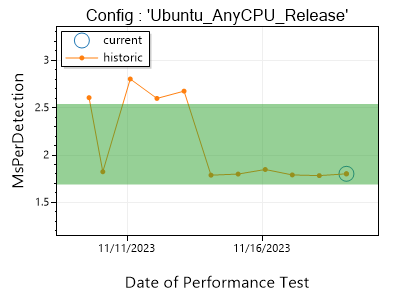 Config : 'Ubuntu_AnyCPU_Release'
current
historic
MsPerDetection
3
2.5
2
1.5
11/11/2023
11/16/2023
Date of Performance Test